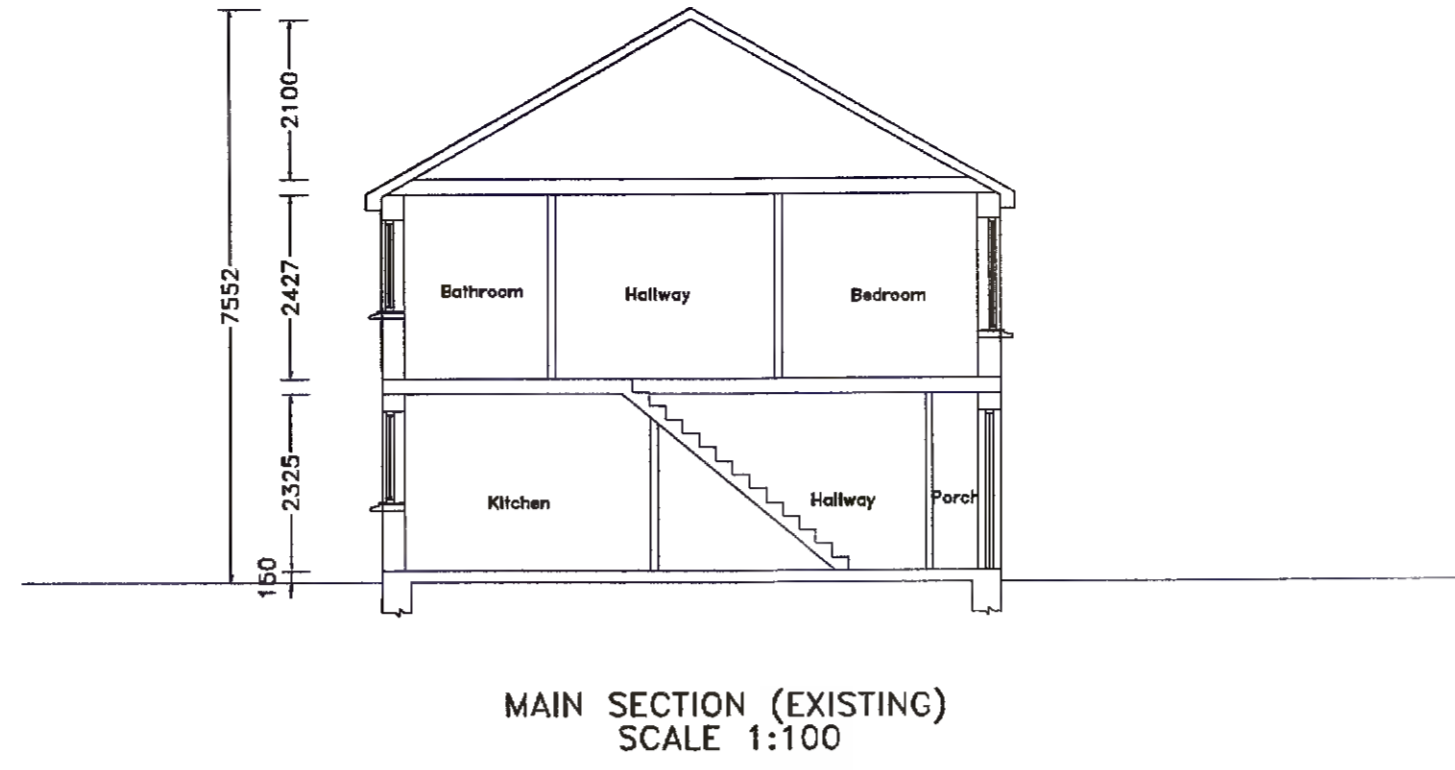 2100
7552
2427
Bathroom
Hallway
Bedroom
2325
Kitchen
Hallway
Porch
150
MAIN SECTION (EXISTING)
SCALE 1:100